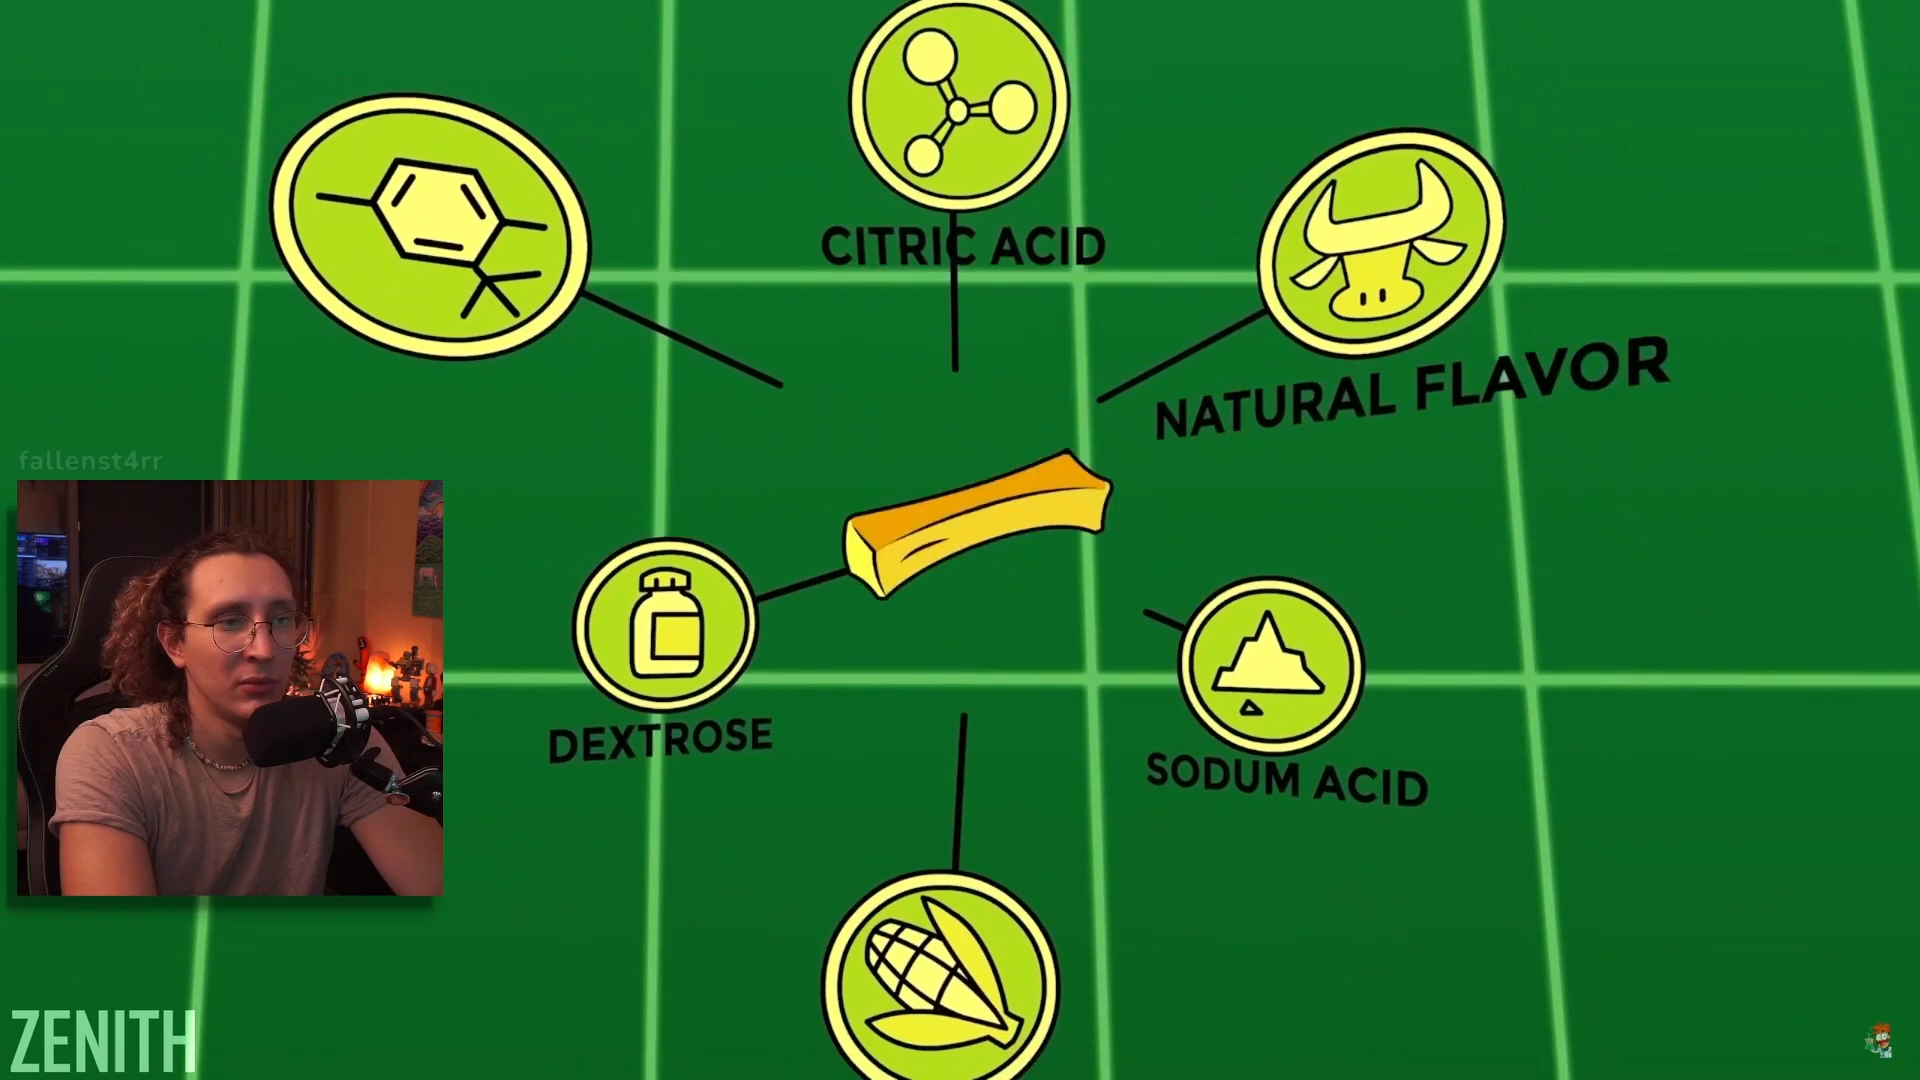 CITRIC ACID
NATURAL FLAVOR
fallenst4rr
DEXTROSE
SODUM ACID
ZENITH